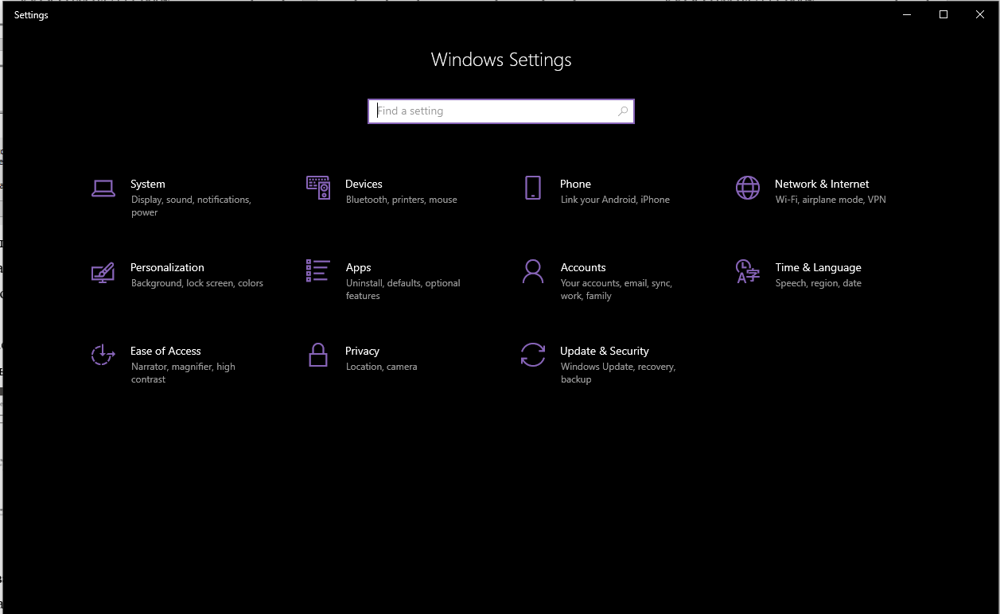 Settings
Windows Settings
Find a setting
System
Display, sound, notifications,
power
Devices
Bluetooth, printers, mouse
Phone
Link your Android, iPhone
Network & Internet
Wi-Fi, airplane mode, VPN
Personalization
Background, lock screen, colors
Apps
Uninstall, defaults, optional
features
Accounts
Your accounts, email, sync,
work, family
Time & Language
Speech, region, date
Ease of Access
Narrator, magnifier, high
contrast
Privacy
Location, camera
Update & Security
Windows Update, recovery,
backup